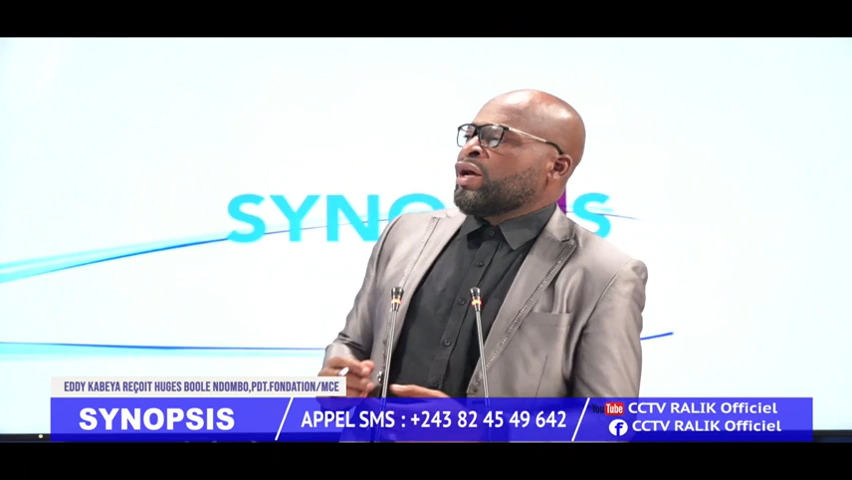 SYNOPSIS
EDDY KABEYA REÇOIT HUGES BOOLE NDOMBO,PDT.FONDATION/MCE
SYNOPSIS
APPEL SMS : +243 82 45 49 642
YouTube CCTV RALIK Officiel
f CCTV RALIK Officiel